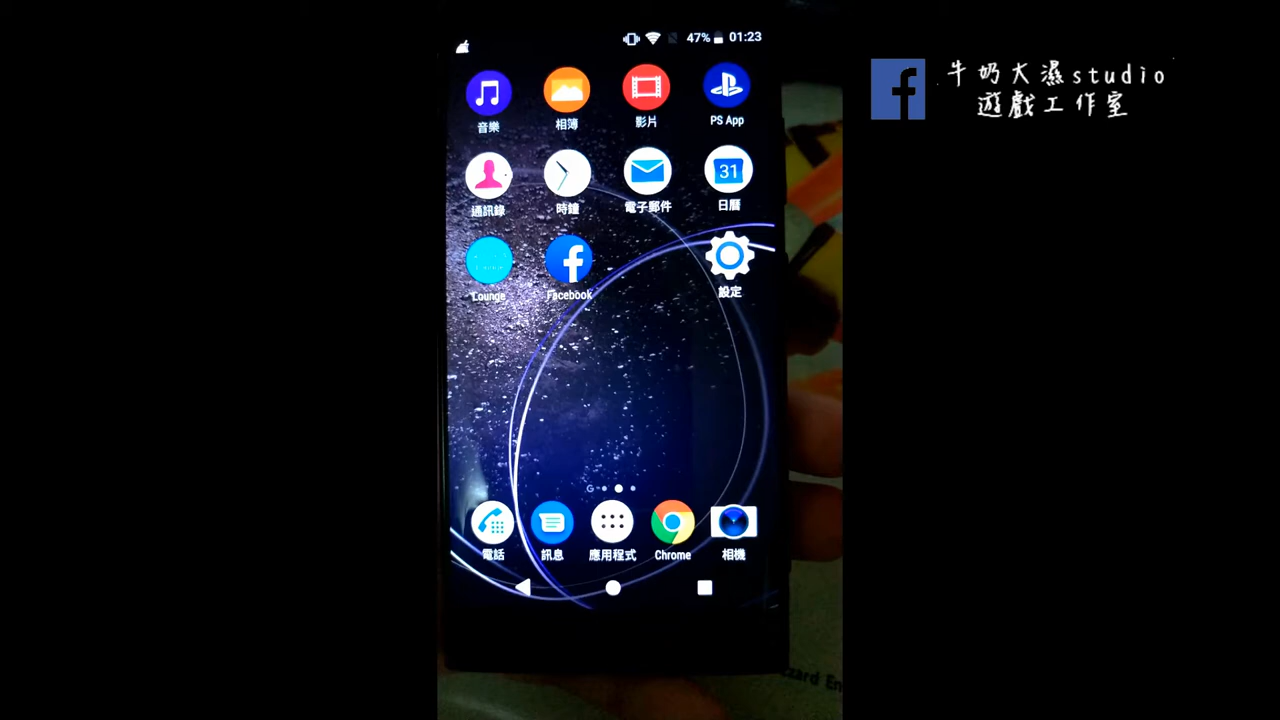 47% 01:23
牛奶大濕studio
遊戲工作室
音樂 相簿 影片 PS App
通訊錄 時鐘 31 電子郵件 日曆
Lounge Facebook 設定
G
電話 訊息 應用程式 Chrome 相機
zzard En